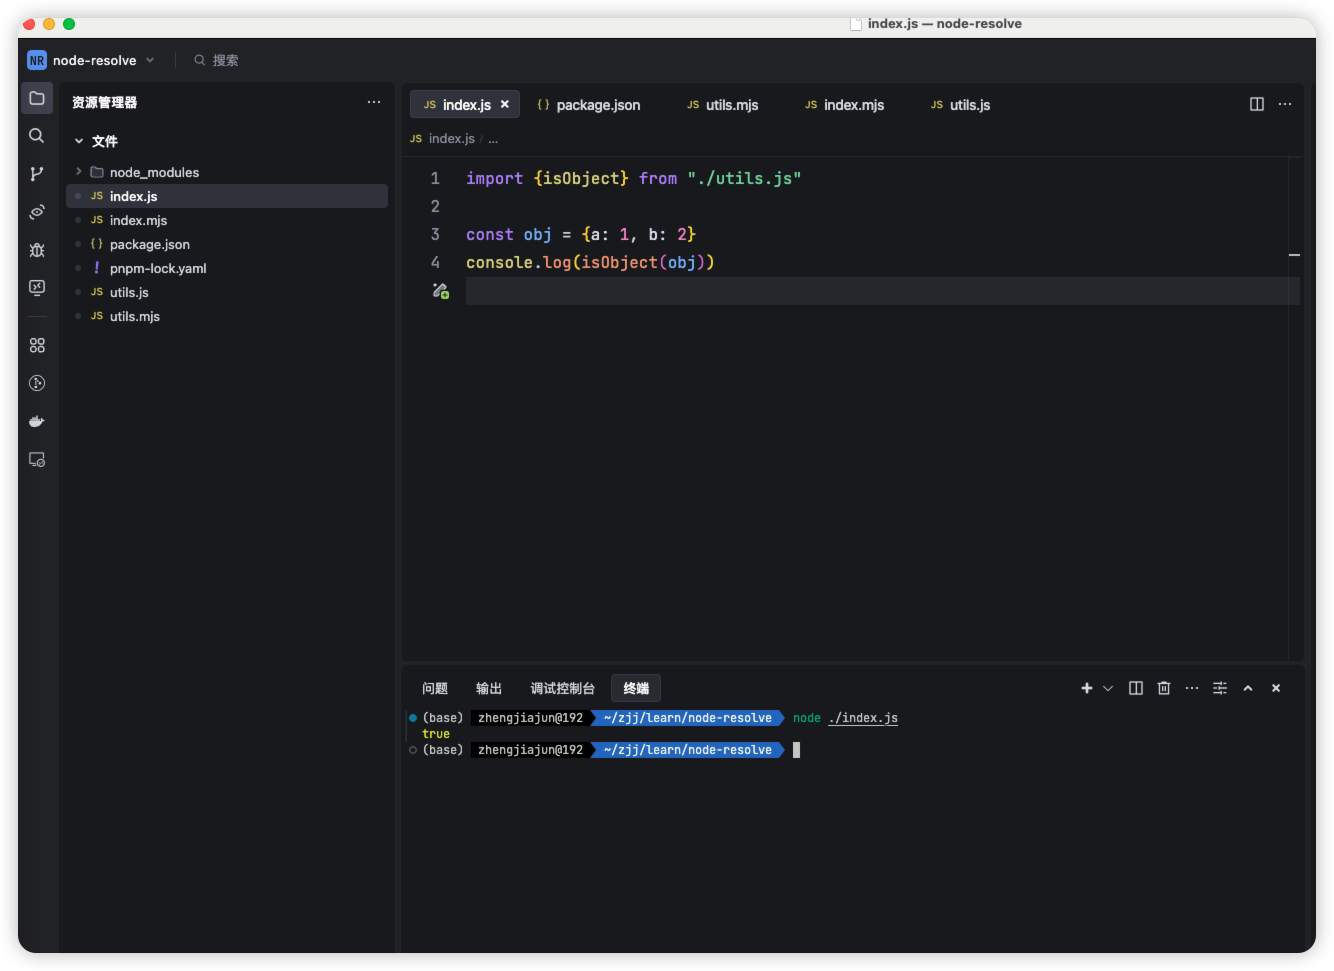 index.js — node-resolve
NR node-resolve 搜索
资源管理器
文件
node_modules
JS index.js
JS index.mjs
{} package.json
! pnpm-lock.yaml
JS utils.js
JS utils.mjs
JS index.js × {} package.json JS utils.mjs JS index.mjs JS utils.js
JS index.js / ...
1 import {isObject} from "./utils.js"
2
3 const obj = {a: 1, b: 2}
4 console.log(isObject(obj))
问题 输出 调试控制台 终端
(base) zhengjiajun@192 ~/zjj/learn/node-resolve node ./index.js
true
(base) zhengjiajun@192 ~/zjj/learn/node-resolve